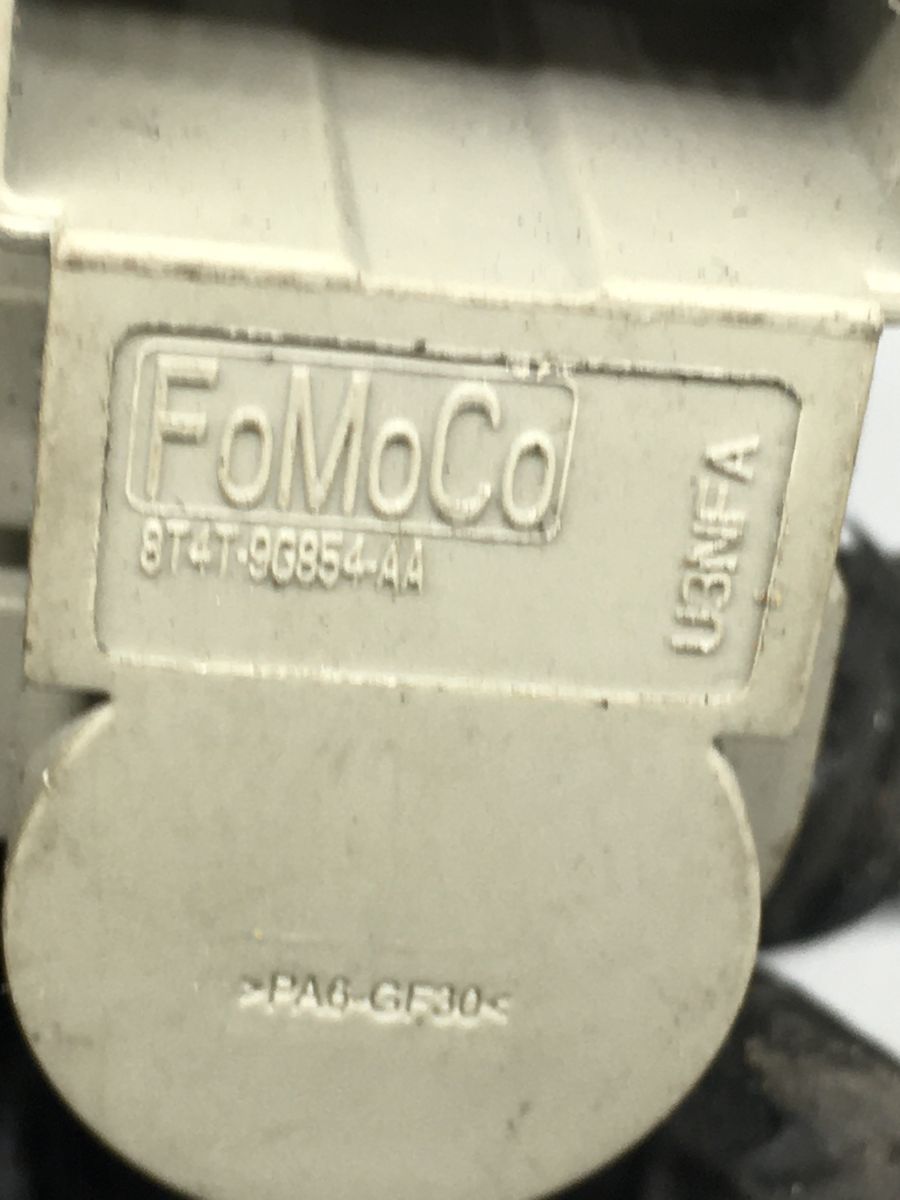 FoMoCo
8T4T-9G854-AA
U3NFA
>PA6-GF30<